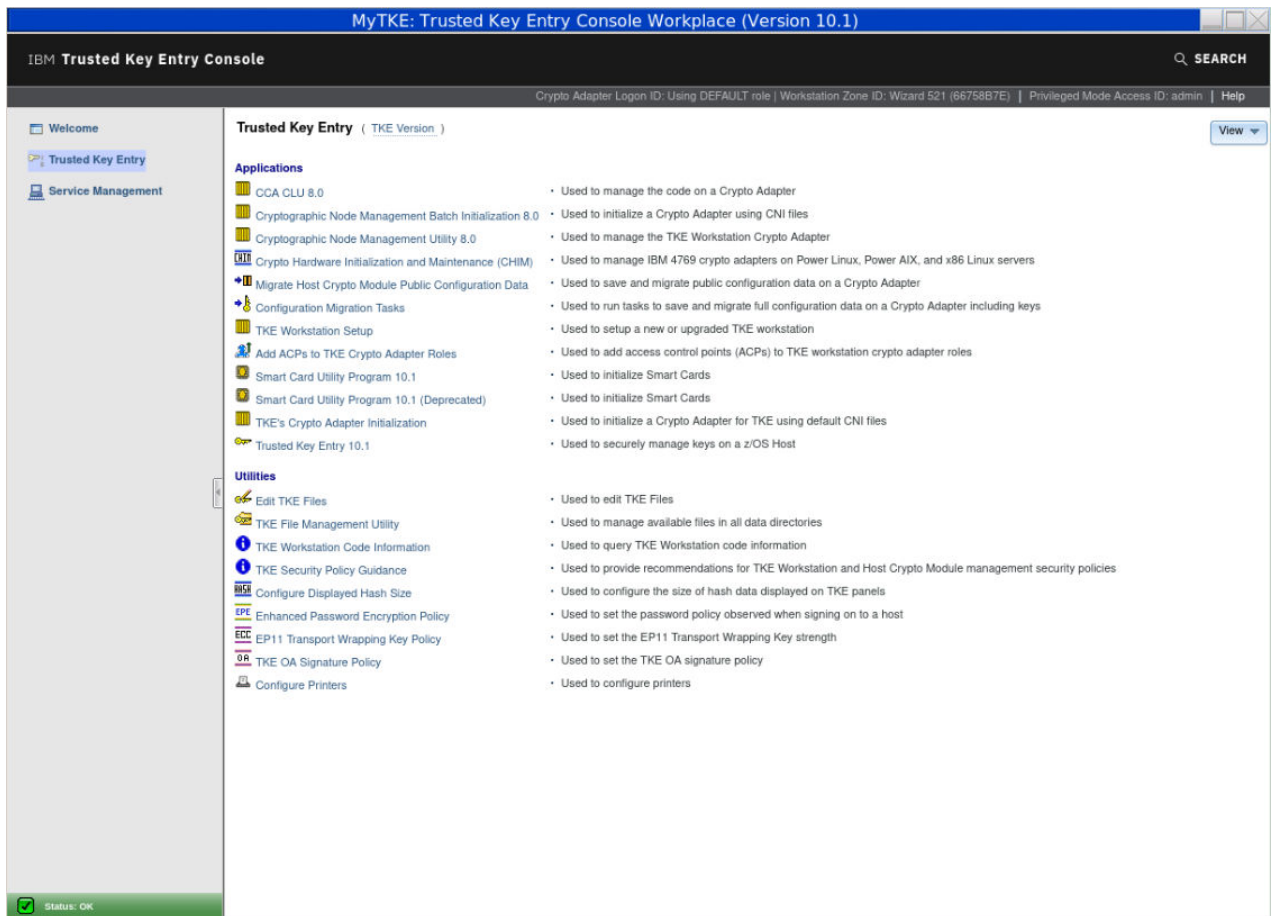 MyTKE: Trusted Key Entry Console Workplace (Version 10.1)
IBM Trusted Key Entry Console
SEARCH
Crypto Adapter Logon ID: Using DEFAULT role | Workstation Zone ID: Wizard 521 (66758B7E) | Privileged Mode Access ID: admin | Help
Welcome
Trusted Key Entry
Service Management
Trusted Key Entry ( TKE Version )
View
Applications
CCA CLU 8.0 • Used to manage the code on a Crypto Adapter
Cryptographic Node Management Batch Initialization 8.0 • Used to initialize a Crypto Adapter using CNI files
Cryptographic Node Management Utility 8.0 • Used to manage the TKE Workstation Crypto Adapter
CHIM Crypto Hardware Initialization and Maintenance (CHIM) • Used to manage IBM 4769 crypto adapters on Power Linux, Power AIX, and x86 Linux servers
Migrate Host Crypto Module Public Configuration Data • Used to save and migrate public configuration data on a Crypto Adapter
Configuration Migration Tasks • Used to run tasks to save and migrate full configuration data on a Crypto Adapter including keys
TKE Workstation Setup • Used to setup a new or upgraded TKE workstation
Add ACPs to TKE Crypto Adapter Roles • Used to add access control points (ACPs) to TKE workstation crypto adapter roles
Smart Card Utility Program 10.1 • Used to initialize Smart Cards
Smart Card Utility Program 10.1 (Deprecated) • Used to initialize Smart Cards
TKE's Crypto Adapter Initialization • Used to initialize a Crypto Adapter for TKE using default CNI files
Trusted Key Entry 10.1 • Used to securely manage keys on a z/OS Host
Utilities
Edit TKE Files • Used to edit TKE Files
TKE File Management Utility • Used to manage available files in all data directories
TKE Workstation Code Information • Used to query TKE Workstation code information
TKE Security Policy Guidance • Used to provide recommendations for TKE Workstation and Host Crypto Module management security policies
HASH Configure Displayed Hash Size • Used to configure the size of hash data displayed on TKE panels
EPE Enhanced Password Encryption Policy • Used to set the password policy observed when signing on to a host
ECC EP11 Transport Wrapping Key Policy • Used to set the EP11 Transport Wrapping Key strength
OA TKE OA Signature Policy • Used to set the TKE OA signature policy
Configure Printers • Used to configure printers
Status: OK